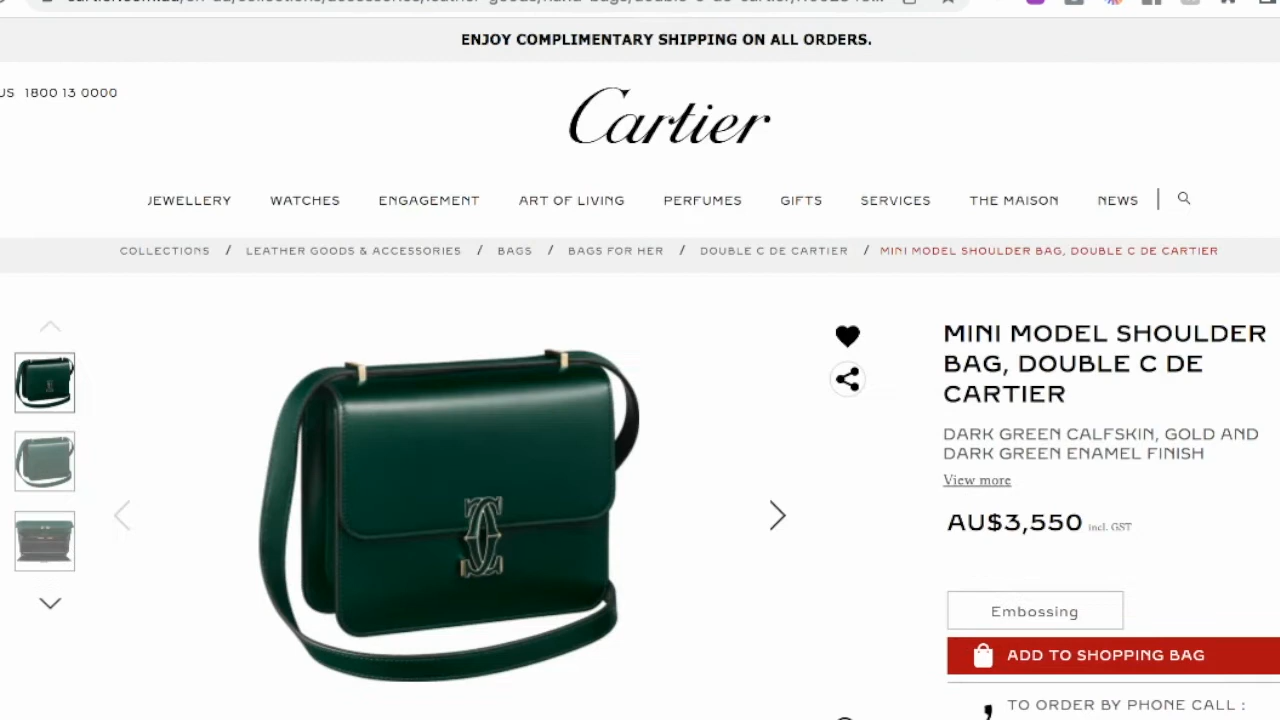 ENJOY COMPLIMENTARY SHIPPING ON ALL ORDERS.
US 1800 13 0000
Cartier
JEWELLERY WATCHES ENGAGEMENT ART OF LIVING PERFUMES GIFTS SERVICES THE MAISON NEWS
COLLECTIONS / LEATHER GOODS & ACCESSORIES / BAGS / BAGS FOR HER / DOUBLE C DE CARTIER / MINI MODEL SHOULDER BAG, DOUBLE C DE CARTIER
MINI MODEL SHOULDER
BAG, DOUBLE C DE
CARTIER
DARK GREEN CALFSKIN, GOLD AND
DARK GREEN ENAMEL FINISH
View more
AU$3,550 incl. GST
Embossing
ADD TO SHOPPING BAG
TO ORDER BY PHONE CALL :